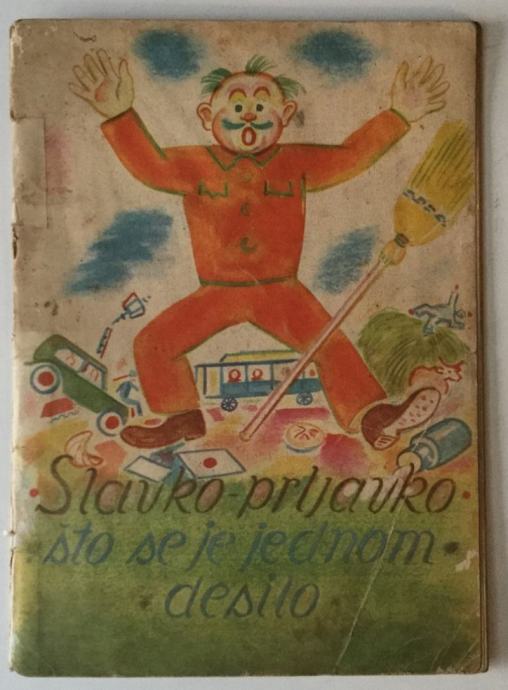 Slavko-prljavko
što se je jednom
desilo